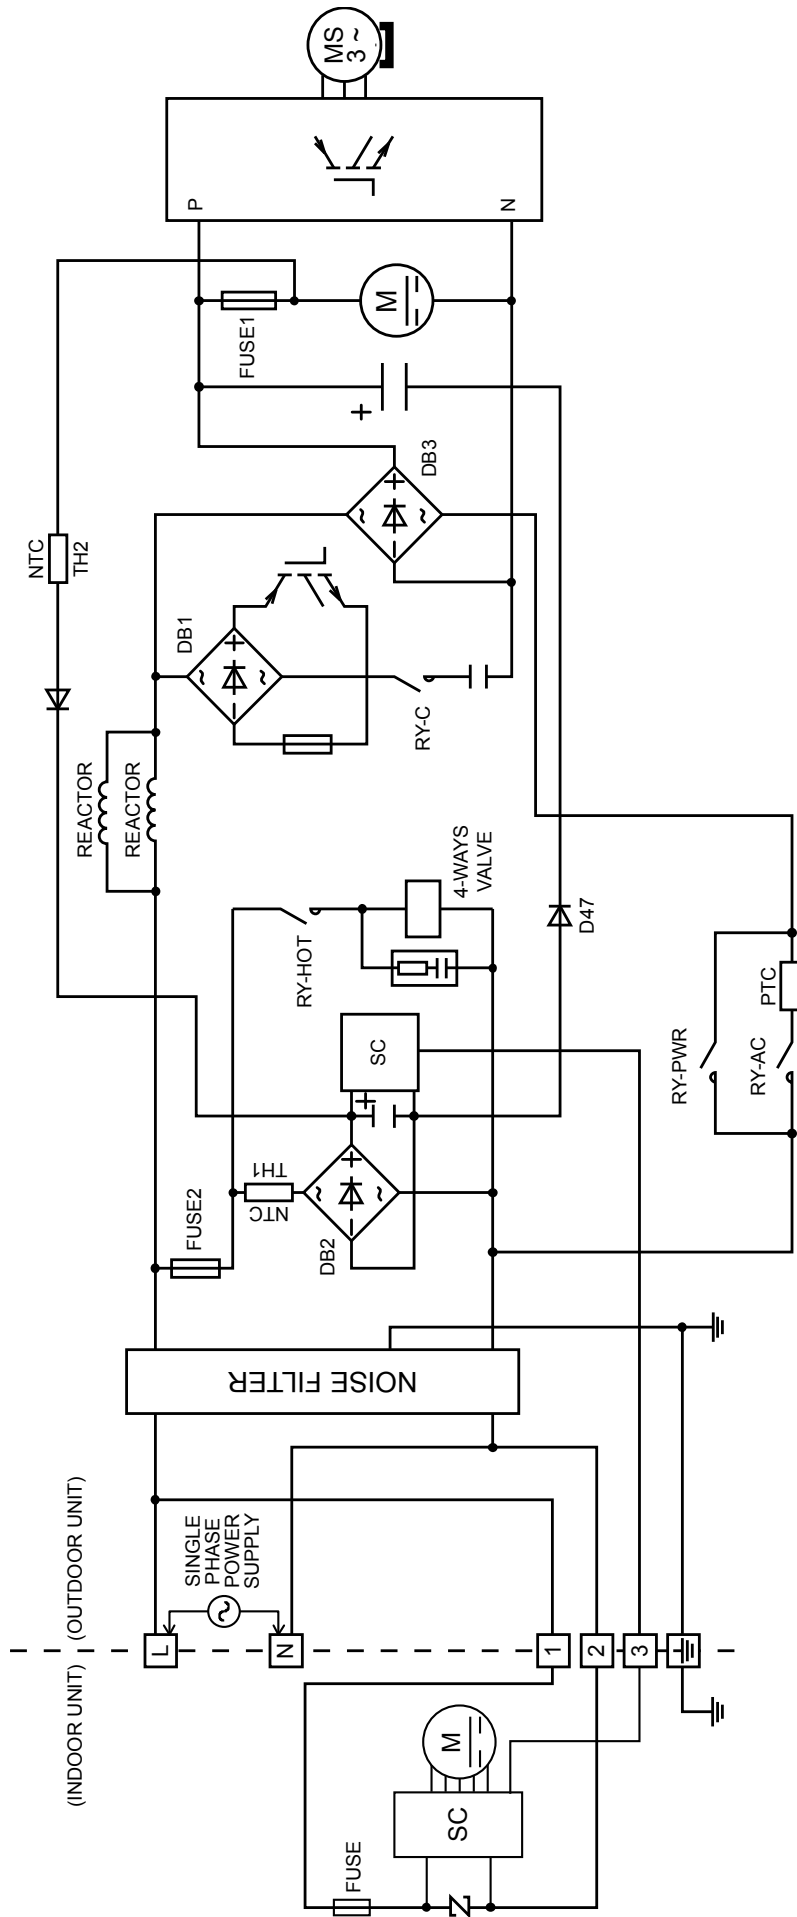 (INDOOR UNIT)
(OUTDOOR UNIT)
FUSE
SC
M
L
N
1
2
3
SINGLE
PHASE
POWER
SUPPLY
NOISE FILTER
FUSE2
NTC
TH1
DB2
SC
+
RY-HOT
4-WAYS
VALVE
D47
RY-PWR
RY-AC
PTC
REACTOR
REACTOR
RY-C
DB1
DB3
NTC
TH2
+
FUSE1
M
P
N
MS
3 ~